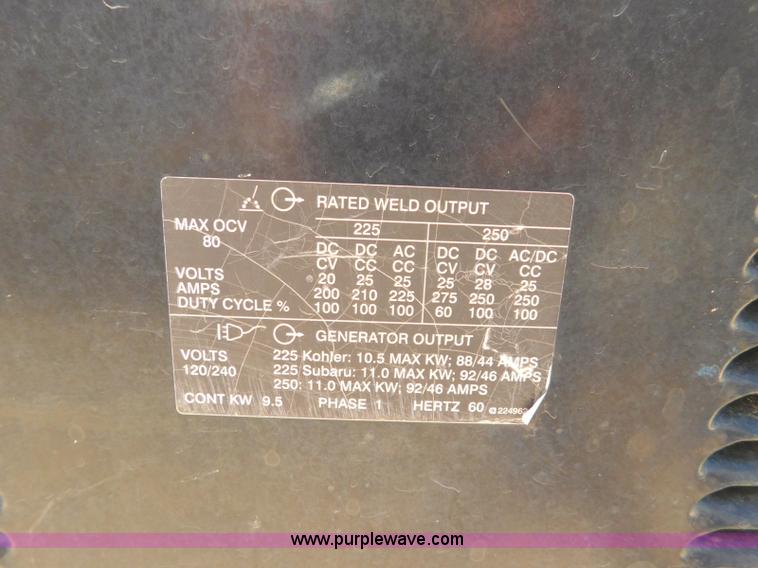 RATED WELD OUTPUT
MAX OCV 225 250
80
DC DC AC DC DC AC/DC
CV CC CC CV CV CC
VOLTS 20 25 25 25 28 25
AMPS 200 210 225 275 250 250
DUTY CYCLE % 100 100 100 60 100 100
GENERATOR OUTPUT
VOLTS 225 Kohler: 10.5 MAX KW; 88/44 AMPS
120/240 225 Subaru: 11.0 MAX KW; 92/46 AMPS
250: 11.0 MAX KW; 92/46 AMPS
CONT KW 9.5 PHASE 1 HERTZ 60
www.purplewave.com